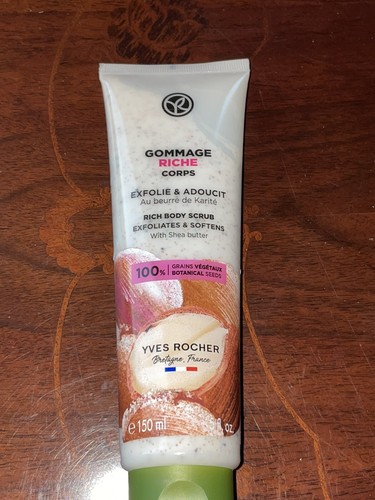 GOMMAGE
RICHE
CORPS
EXFOLIE & ADOUCIT
Au beurre de Karité
RICH BODY SCRUB
EXFOLIATES & SOFTENS
With Shea butter
100% GRAINS VÉGÉTAUX
BOTANICAL SEEDS
YVES ROCHER
Bretagne, France
℮ 150 ml oz.